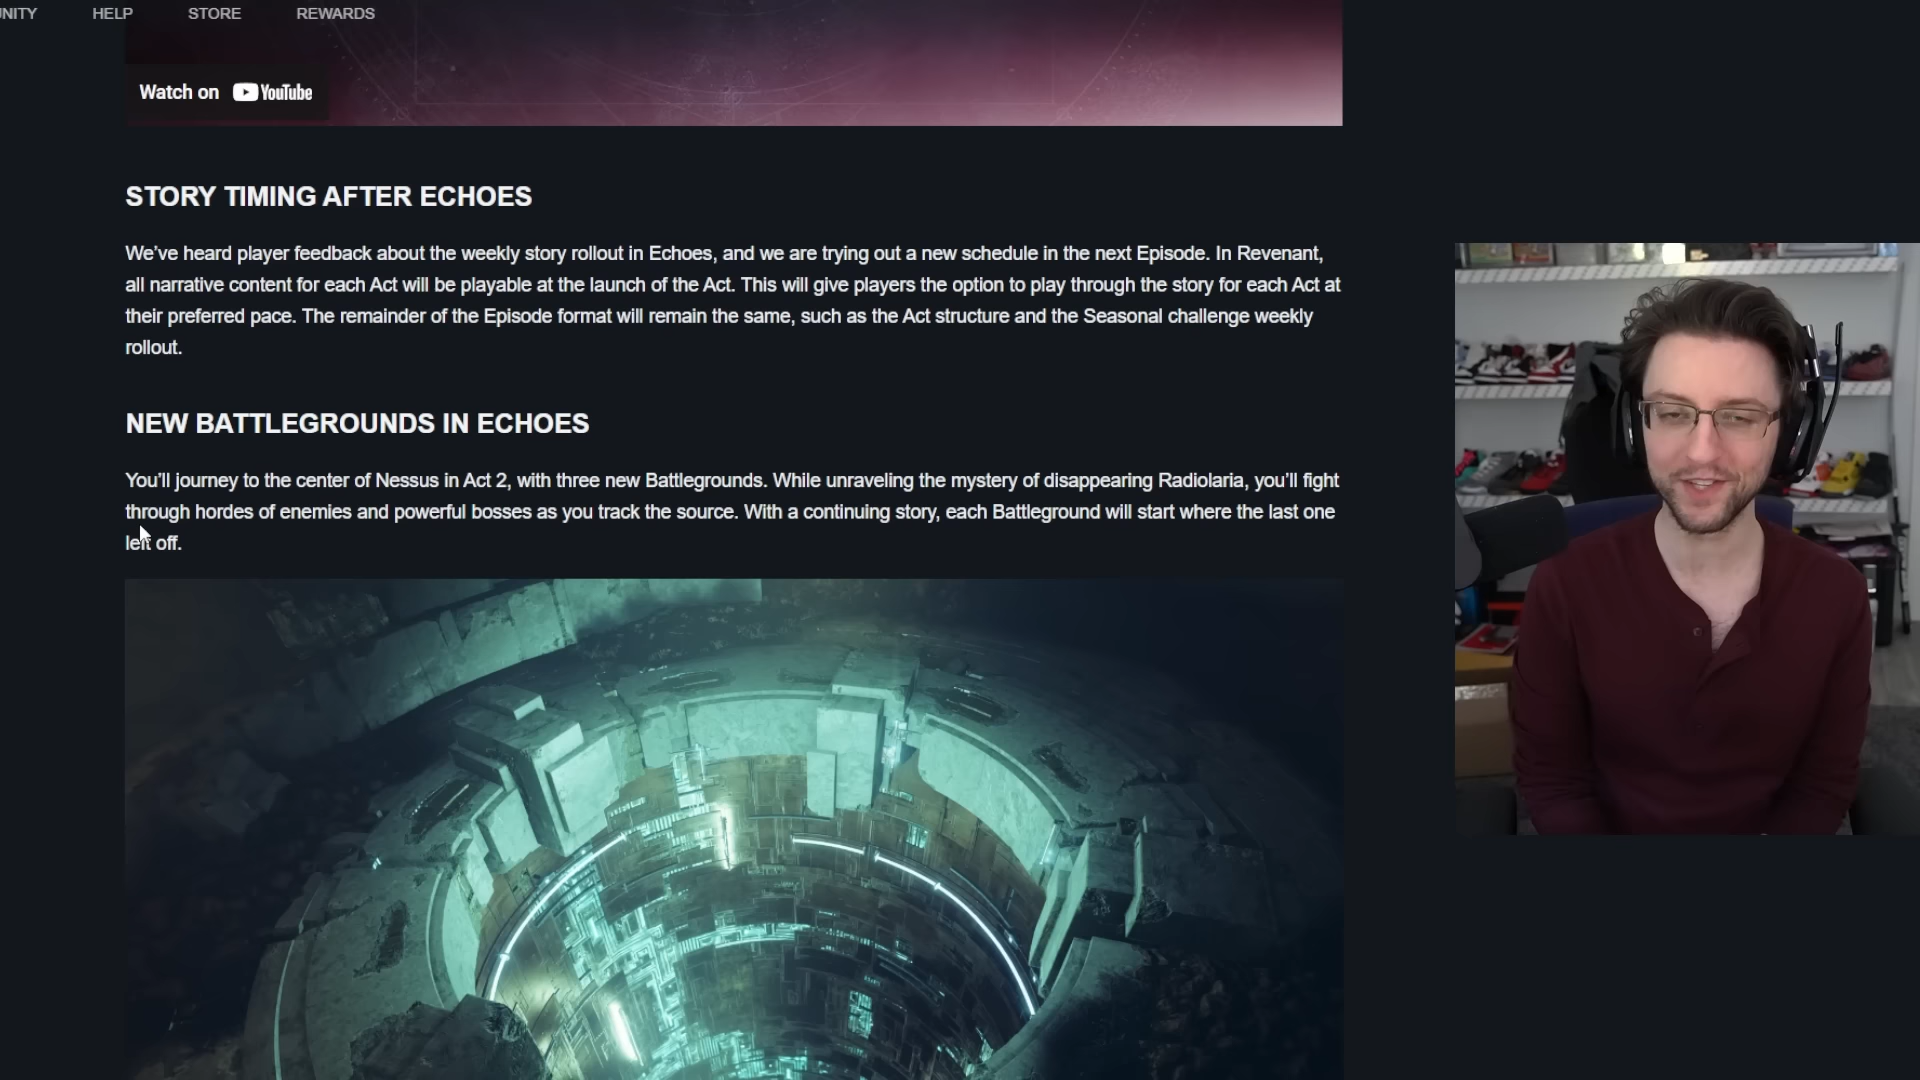 HELP STORE REWARDS
Watch on YouTube
STORY TIMING AFTER ECHOES
We’ve heard player feedback about the weekly story rollout in Echoes, and we are trying out a new schedule in the next Episode. In Revenant,
all narrative content for each Act will be playable at the launch of the Act. This will give players the option to play through the story for each Act at
their preferred pace. The remainder of the Episode format will remain the same, such as the Act structure and the Seasonal challenge weekly
rollout.
NEW BATTLEGROUNDS IN ECHOES
You’ll journey to the center of Nessus in Act 2, with three new Battlegrounds. While unraveling the mystery of disappearing Radiolaria, you’ll fight
through hordes of enemies and powerful bosses as you track the source. With a continuing story, each Battleground will start where the last one
left off.